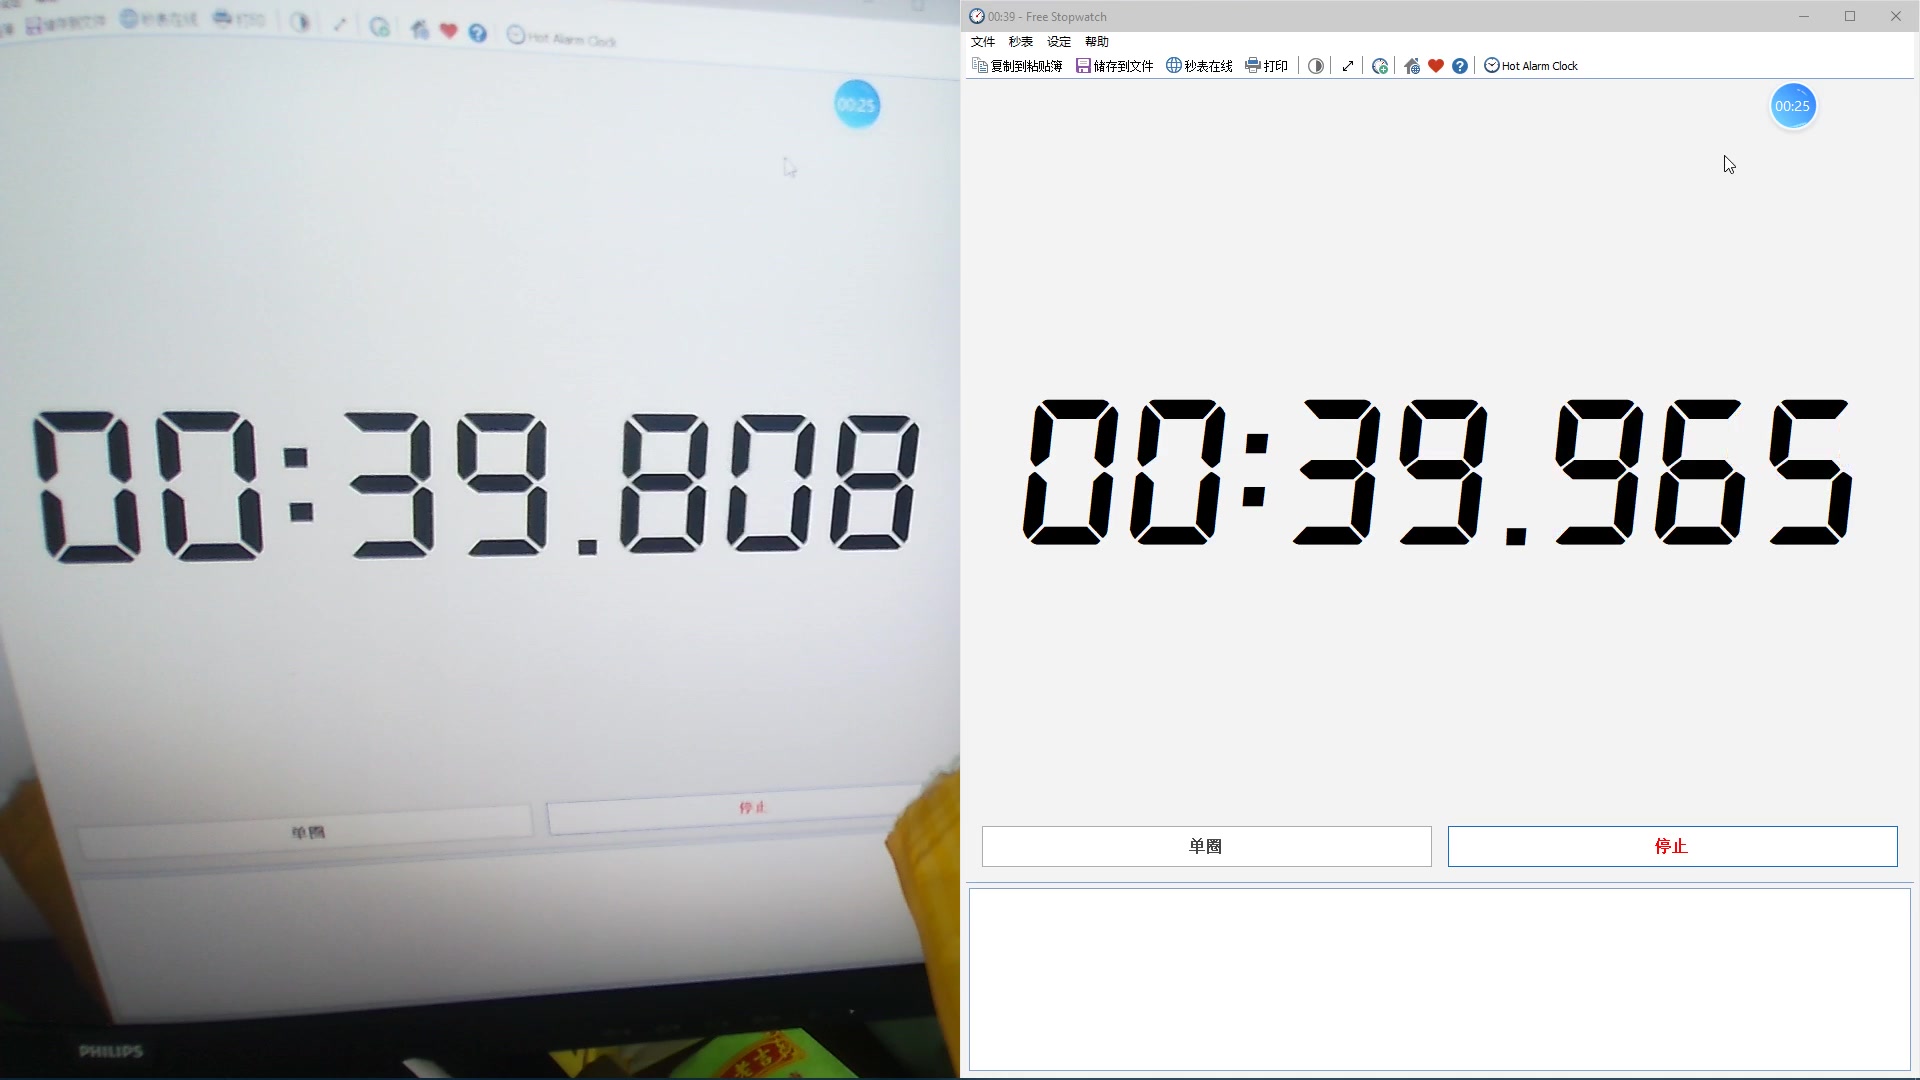 储存到文件 秒表在线 打印 Hot Alarm Clock
00:25
00:39.808
单圈 停止
PHILIPS
老古
00:39 - Free Stopwatch
文件 秒表 设定 帮助
复制到粘贴簿 储存到文件 秒表在线 打印 Hot Alarm Clock
00:25
00:39.965
单圈 停止